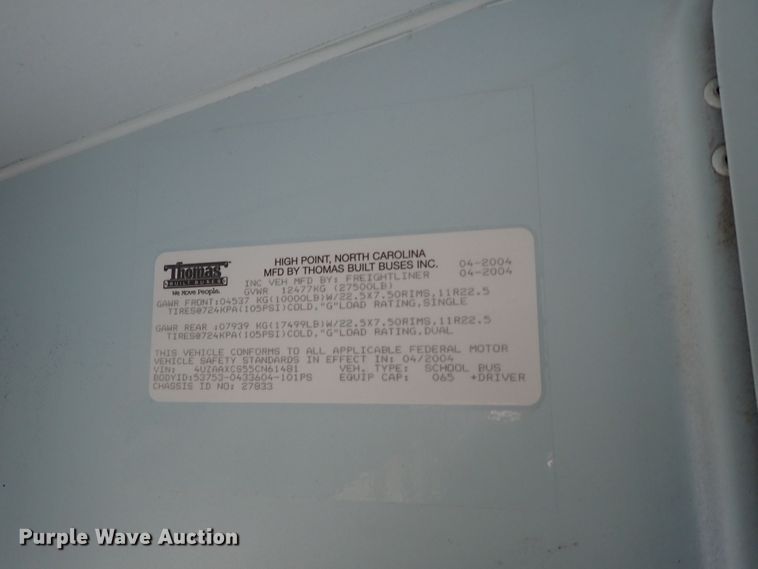 Thomas
BUILT BUSES
We Move People.
HIGH POINT, NORTH CAROLINA
MFD BY THOMAS BUILT BUSES INC. 04-2004
INC VEH MFD BY: FREIGHTLINER 04-2004
GVWR 12477KG (27500LB)
GAWR FRONT:04537 KG(10000LB)W/22.5X7.50RIMS,11R22.5
TIRES@724KPA(105PSI)COLD,"G"LOAD RATING,SINGLE
GAWR REAR :07939 KG(17499LB)W/22.5X7.50RIMS,11R22.5
TIRES@724KPA(105PSI)COLD,"G"LOAD RATING,DUAL
THIS VEHICLE CONFORMS TO ALL APPLICABLE FEDERAL MOTOR
VEHICLE SAFETY STANDARDS IN EFFECT IN: 04/2004
VIN: 4UZAAXCS55CN61481 VEH. TYPE: SCHOOL BUS
BODYID:53753-0433604-101PS EQUIP CAP: 065 +DRIVER
CHASSIS ID NO: 27833
Purple Wave Auction